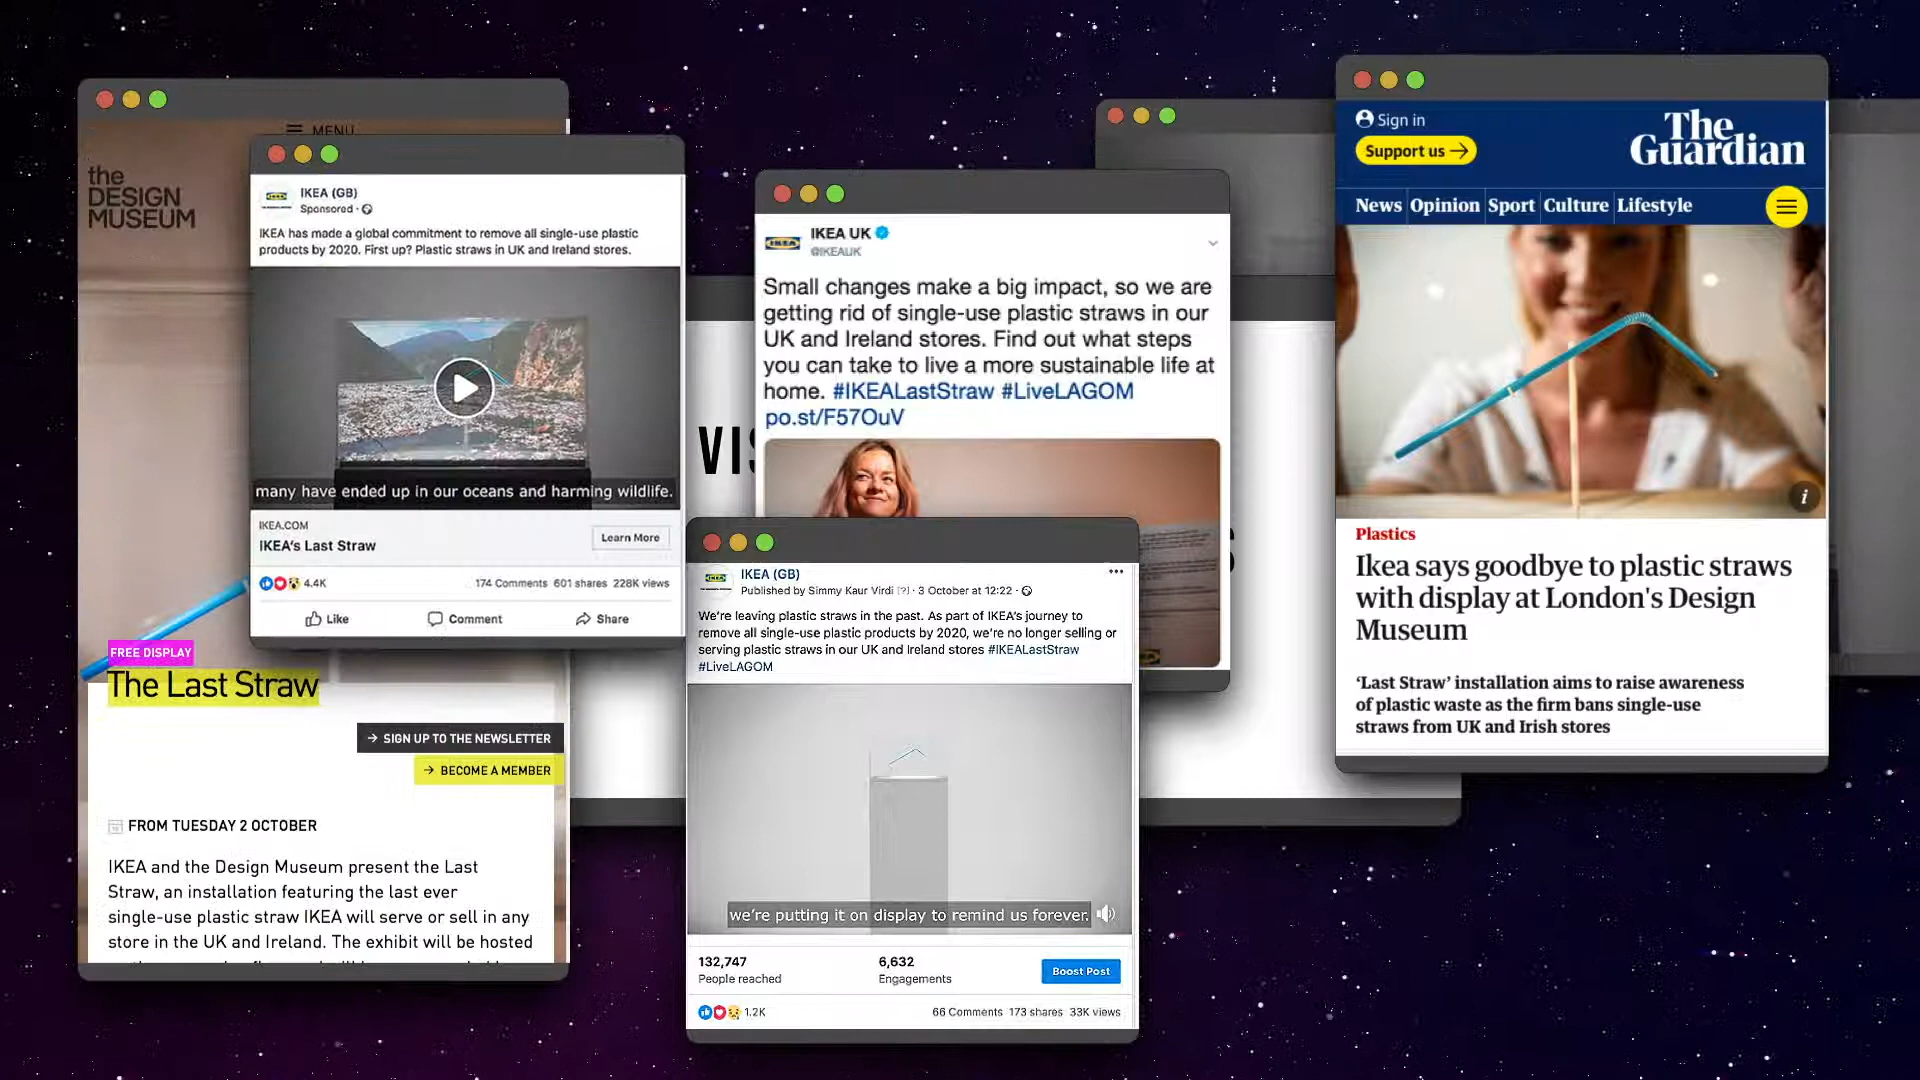 MENU
the
DESIGN
MUSEUM
FREE DISPLAY
The Last Straw
→ SIGN UP TO THE NEWSLETTER
→ BECOME A MEMBER
FROM TUESDAY 2 OCTOBER
IKEA and the Design Museum present the Last
Straw, an installation featuring the last ever
single-use plastic straw IKEA will serve or sell in any
store in the UK and Ireland. The exhibit will be hosted
IKEA (GB)
Sponsored ·
IKEA has made a global commitment to remove all single-use plastic
products by 2020. First up? Plastic straws in UK and Ireland stores.
many have ended up in our oceans and harming wildlife.
IKEA.COM
IKEA's Last Straw
Learn More
4.4K
174 Comments 601 shares 228K views
Like
Comment
Share
VIS
IKEA
IKEA UK
@IKEAUK
Small changes make a big impact, so we are
getting rid of single-use plastic straws in our
UK and Ireland stores. Find out what steps
you can take to live a more sustainable life at
home. #IKEALastStraw #LiveLAGOM
po.st/F57OuV
IKEA (GB)
Published by Simmy Kaur Virdi [?] · 3 October at 12:22 ·
We're leaving plastic straws in the past. As part of IKEA's journey to
remove all single-use plastic products by 2020, we're no longer selling or
serving plastic straws in our UK and Ireland stores #IKEALastStraw
#LiveLAGOM
we're putting it on display to remind us forever.
132,747
People reached
6,632
Engagements
Boost Post
1.2K
66 Comments 173 shares 33K views
Sign in
Support us →
The
Guardian
News
Opinion
Sport
Culture
Lifestyle
i
Plastics
Ikea says goodbye to plastic straws
with display at London's Design
Museum
‘Last Straw’ installation aims to raise awareness
of plastic waste as the firm bans single-use
straws from UK and Irish stores